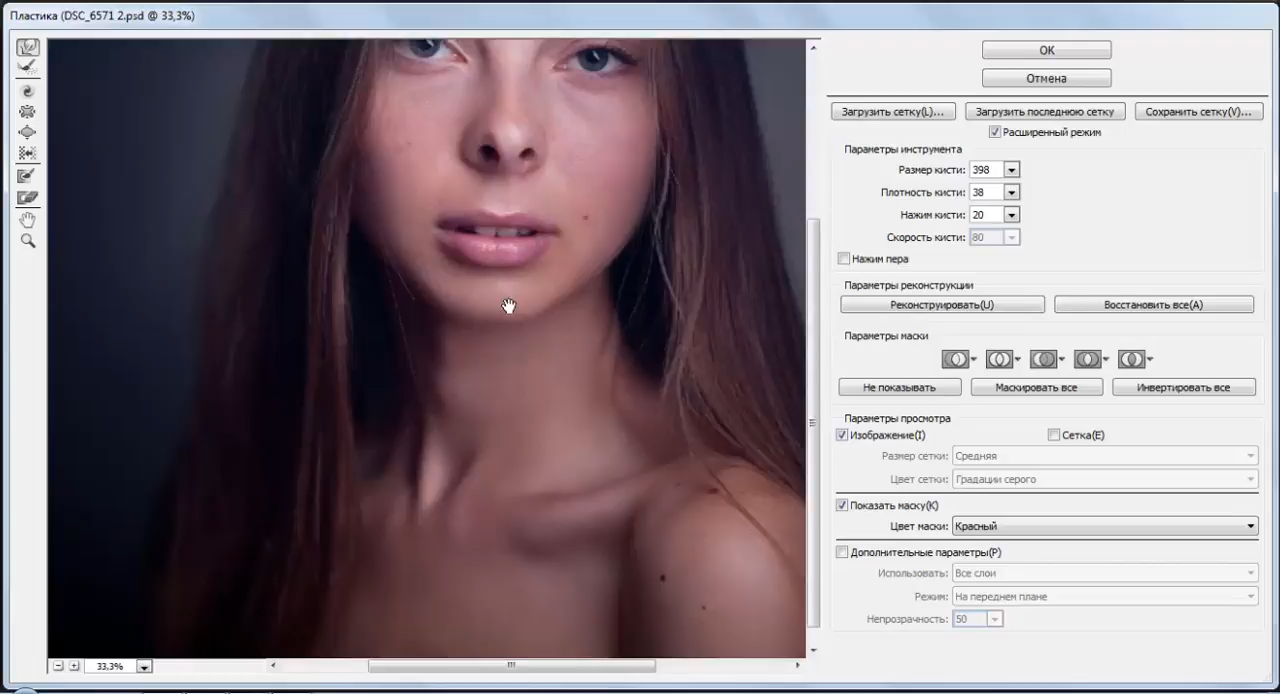 Пластика (DSC_6571 2.psd @ 33,3%)
ОК
Отмена
Загрузить сетку(L)... Загрузить последнюю сетку Сохранить сетку(V)...
Расширенный режим
Параметры инструмента
Размер кисти: 398
Плотность кисти: 38
Нажим кисти: 20
Скорость кисти: 80
Нажим пера
Параметры реконструкции
Реконструировать(U) Восстановить все(A)
Параметры маски
Не показывать Маскировать все Инвертировать все
Параметры просмотра
Изображение(I) Сетка(E)
Размер сетки: Средняя
Цвет сетки: Градации серого
Показать маску(K)
Цвет маски: Красный
Дополнительные параметры(P)
Использовать: Все слои
Режим: На переднем плане
Непрозрачность: 50
33,3%